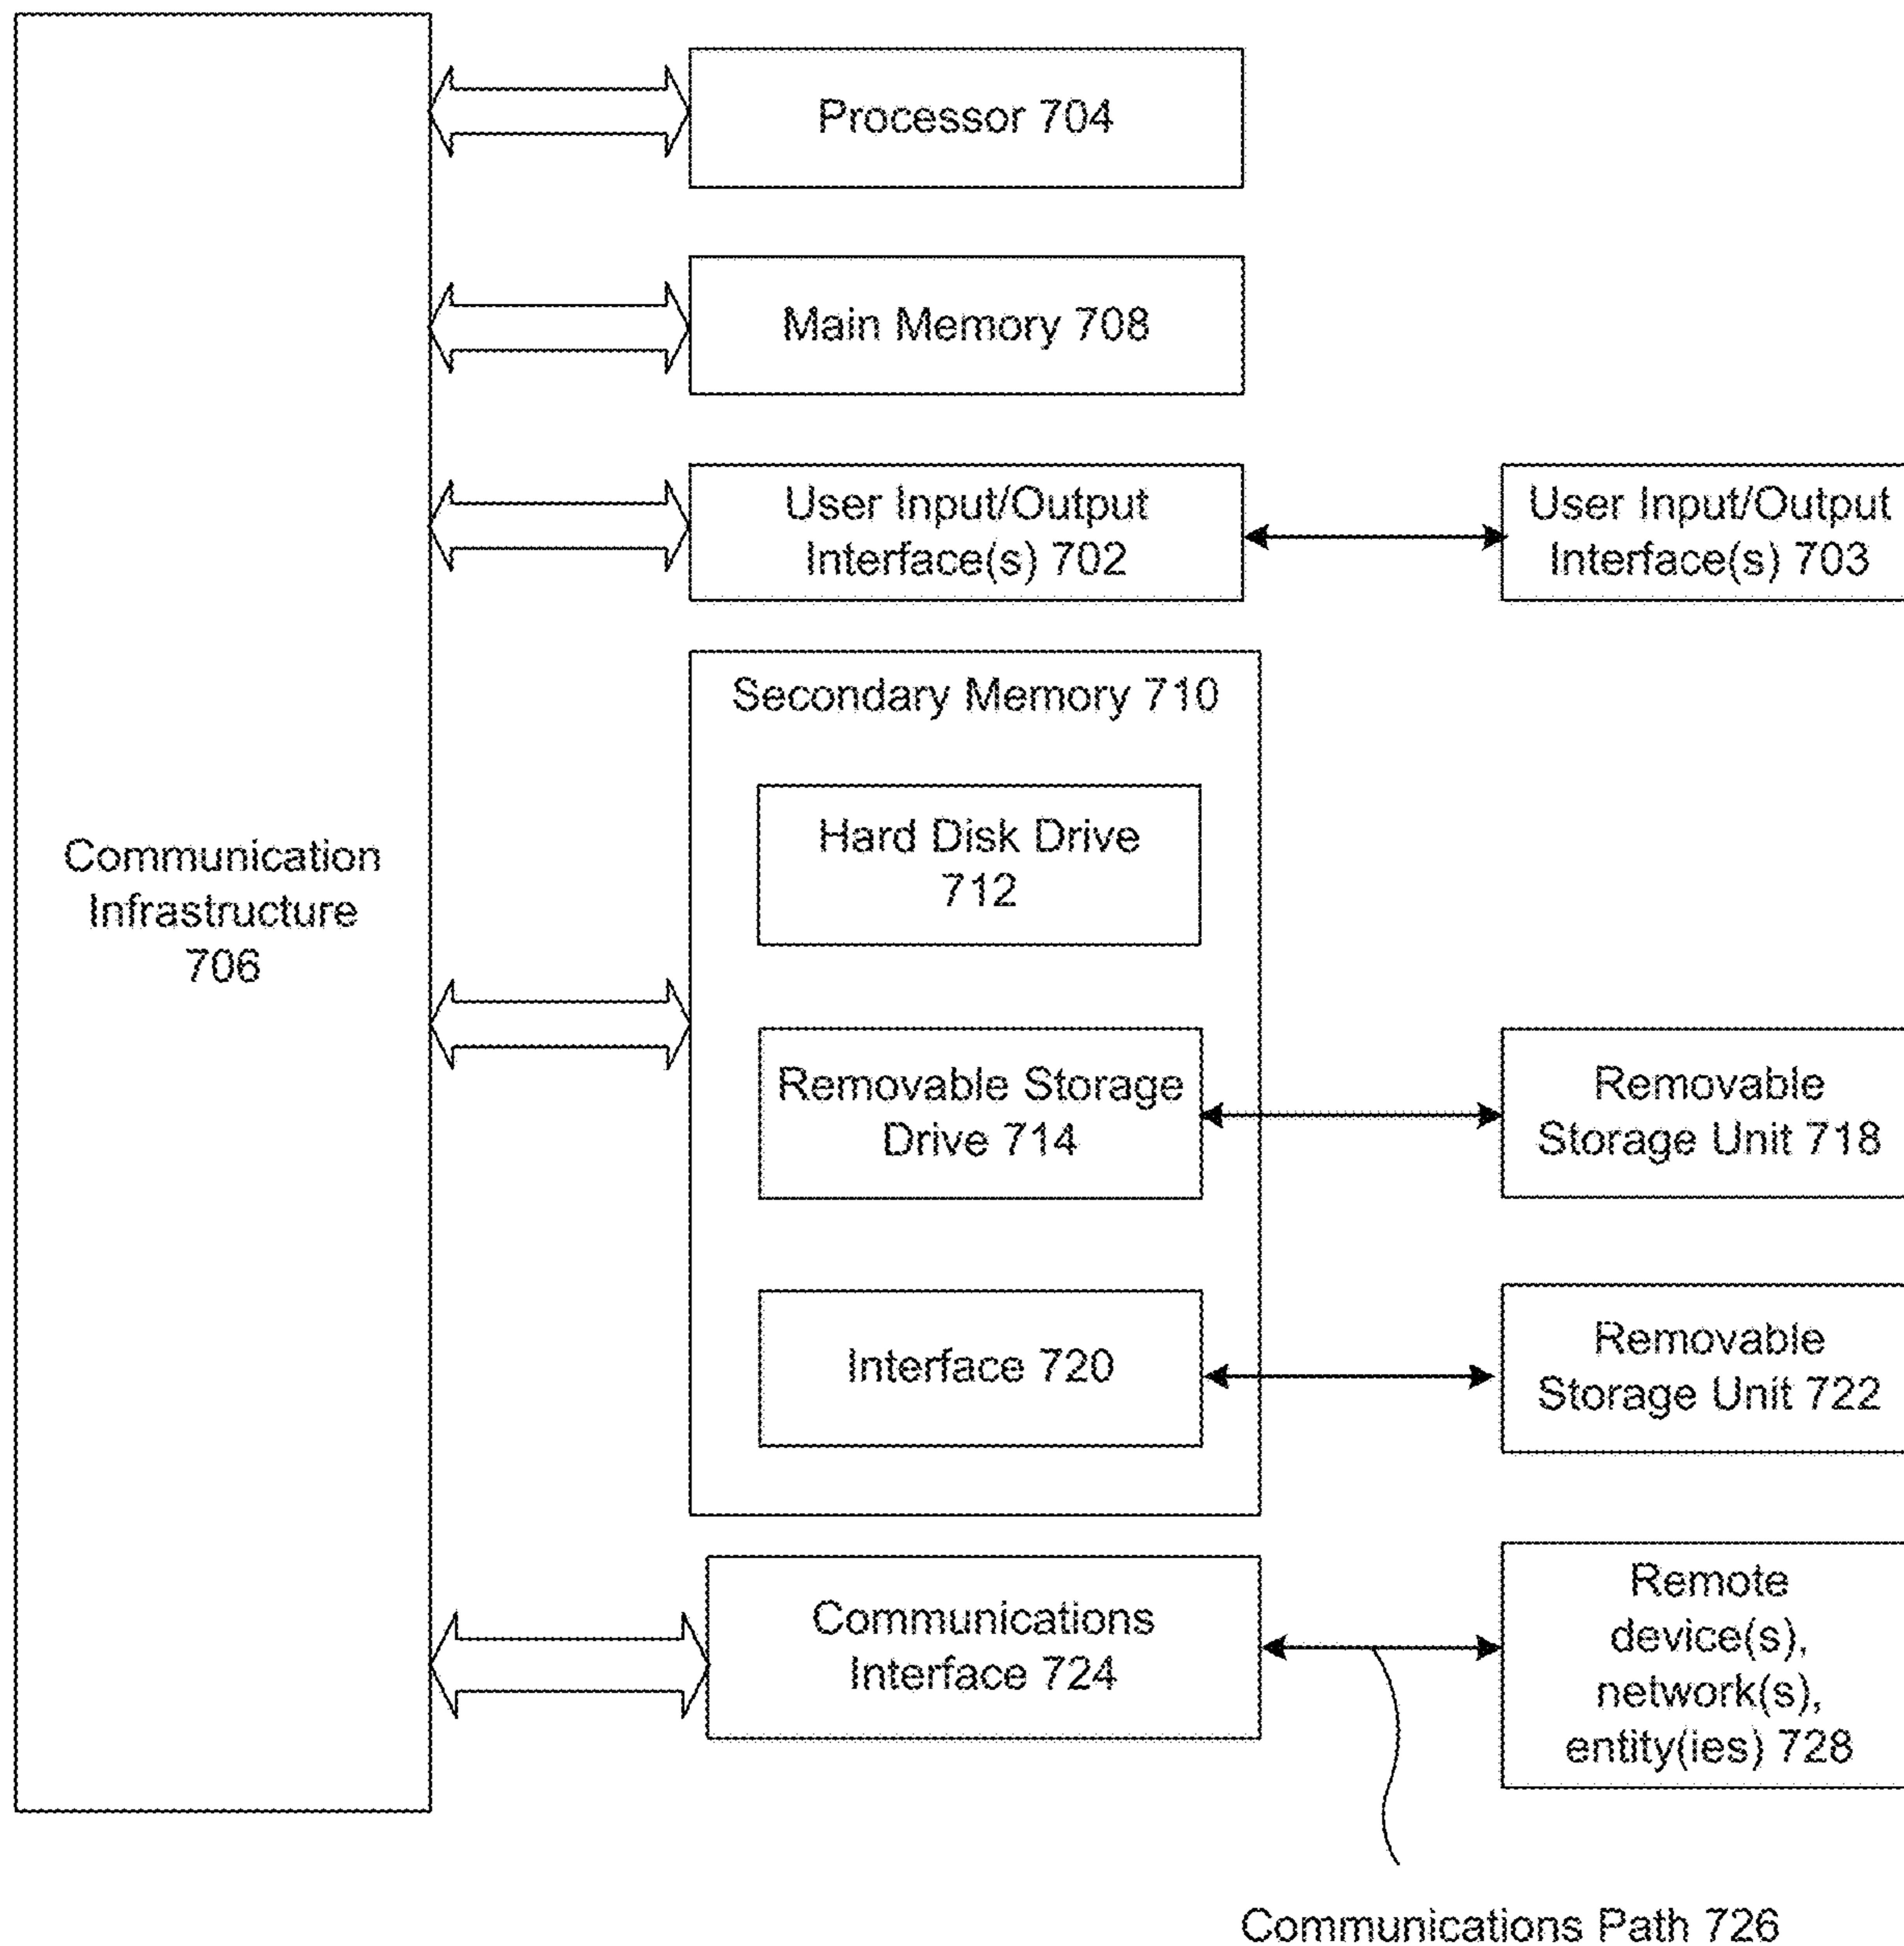 Processor 704
Main Memory 708
User Input/Output
Interface(s) 702
User Input/Output
Interface(s) 703
Secondary Memory 710
Hard Disk Drive
712
Communication
Infrastructure
706
Removable Storage
Drive 714
Removable
Storage Unit 718
Interface 720
Removable
Storage Unit 722
Communications
Interface 724
Remote
device(s),
network(s),
entity(ies) 728
Communications Path 726